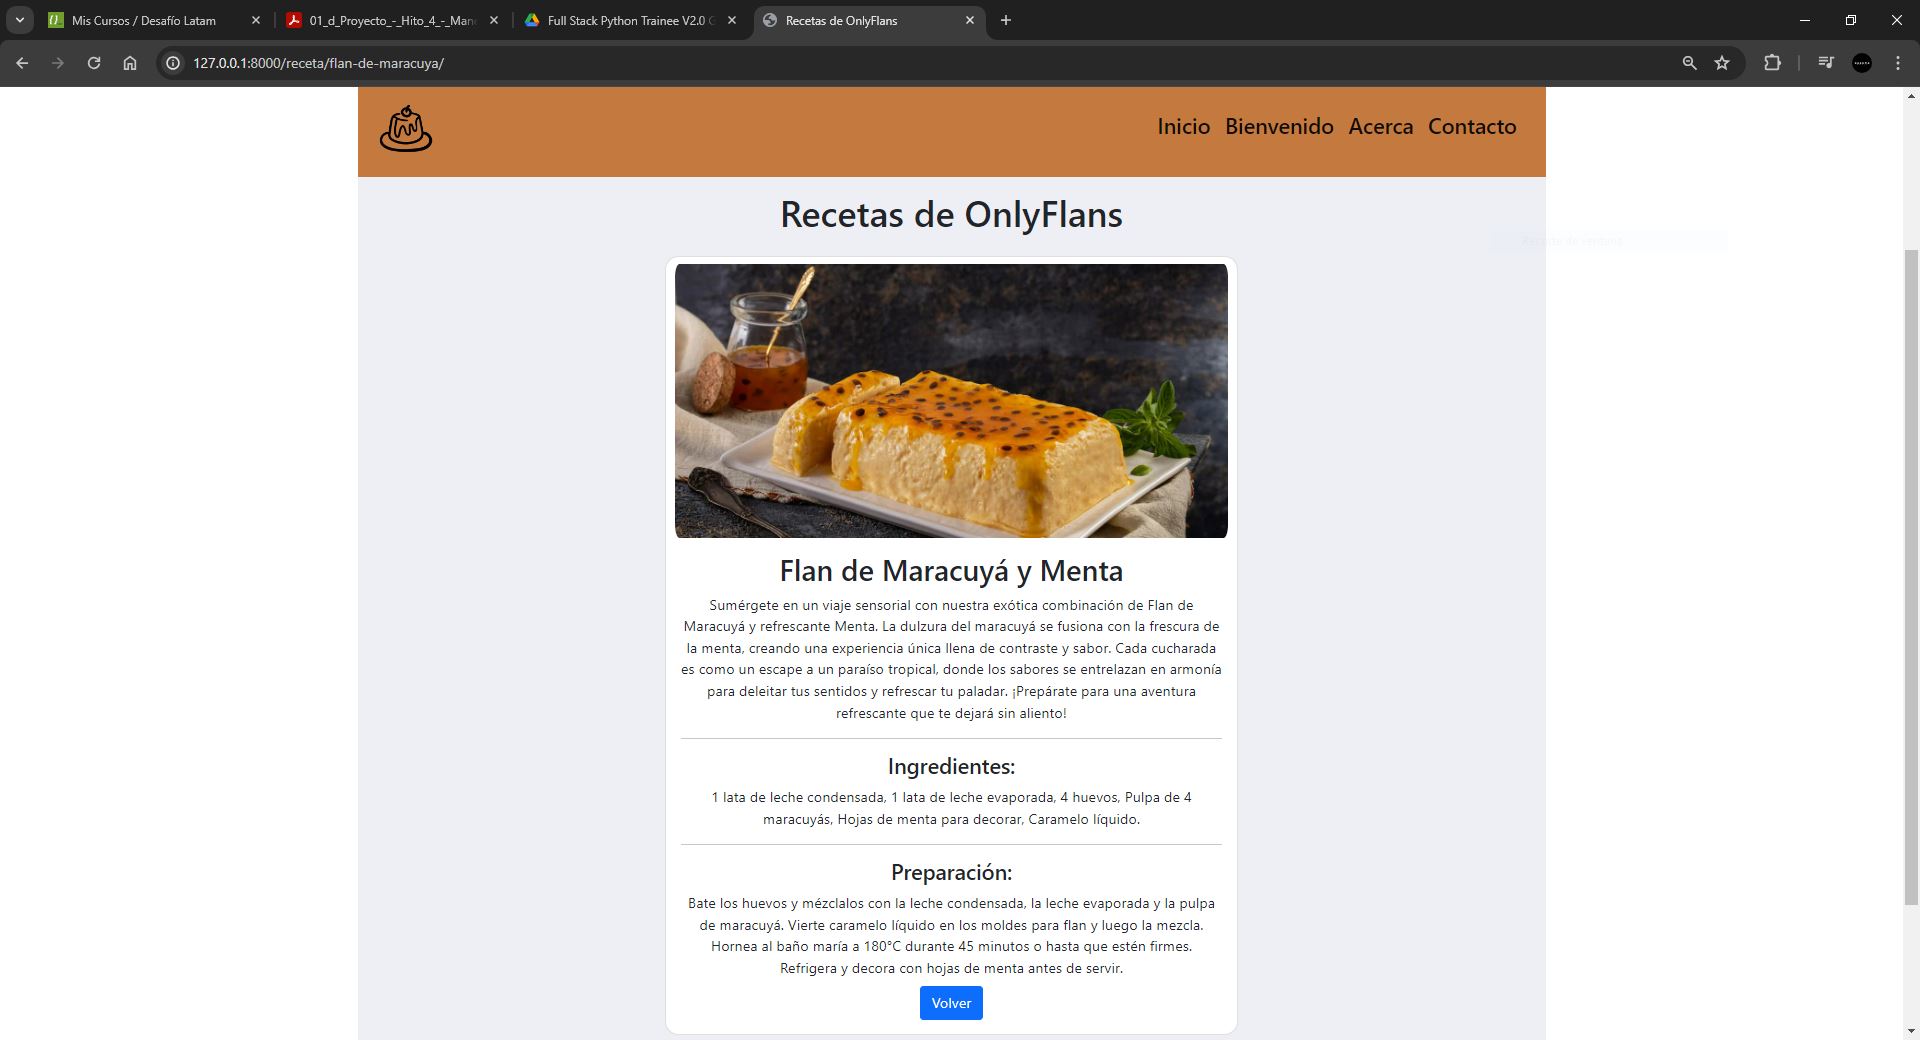 Mis Cursos / Desafío Latam
01_d_Proyecto_-_Hito_4_-_Man
Full Stack Python Trainee V2.0 G
Recetas de OnlyFlans
127.0.0.1:8000/receta/flan-de-maracuya/
Inicio Bienvenido Acerca Contacto
Recetas de OnlyFlans
Flan de Maracuyá y Menta
Sumérgete en un viaje sensorial con nuestra exótica combinación de Flan de
Maracuyá y refrescante Menta. La dulzura del maracuyá se fusiona con la frescura de
la menta, creando una experiencia única llena de contraste y sabor. Cada cucharada
es como un escape a un paraíso tropical, donde los sabores se entrelazan en armonía
para deleitar tus sentidos y refrescar tu paladar. ¡Prepárate para una aventura
refrescante que te dejará sin aliento!
Ingredientes:
1 lata de leche condensada, 1 lata de leche evaporada, 4 huevos, Pulpa de 4
maracuyás, Hojas de menta para decorar, Caramelo líquido.
Preparación:
Bate los huevos y mézclalos con la leche condensada, la leche evaporada y la pulpa
de maracuyá. Vierte caramelo líquido en los moldes para flan y luego la mezcla.
Hornea al baño maría a 180°C durante 45 minutos o hasta que estén firmes.
Refrigera y decora con hojas de menta antes de servir.
Volver